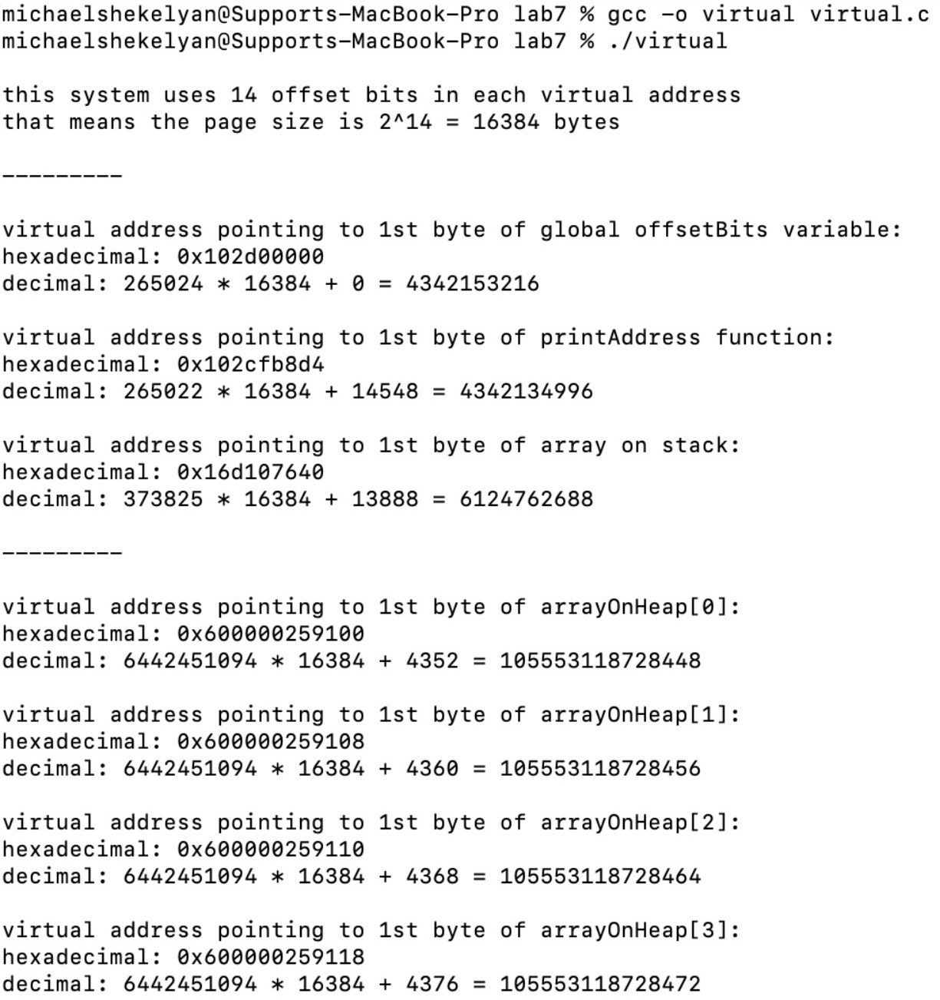 michaelshekelyan@Supports-MacBook-Pro lab7 % gcc -o virtual virtual.c
michaelshekelyan@Supports-MacBook-Pro lab7 % ./virtual
this system uses 14 offset bits in each virtual address
that means the page size is 2^14 = 16384 bytes
---------
virtual address pointing to 1st byte of global offsetBits variable:
hexadecimal: 0x102d00000
decimal: 265024 * 16384 + 0 = 4342153216
virtual address pointing to 1st byte of printAddress function:
hexadecimal: 0x102cfb8d4
decimal: 265022 * 16384 + 14548 = 4342134996
virtual address pointing to 1st byte of array on stack:
hexadecimal: 0x16d107640
decimal: 373825 * 16384 + 13888 = 6124762688
---------
virtual address pointing to 1st byte of arrayOnHeap[0]:
hexadecimal: 0x600000259100
decimal: 6442451094 * 16384 + 4352 = 105553118728448
virtual address pointing to 1st byte of arrayOnHeap[1]:
hexadecimal: 0x600000259108
decimal: 6442451094 * 16384 + 4360 = 105553118728456
virtual address pointing to 1st byte of arrayOnHeap[2]:
hexadecimal: 0x600000259110
decimal: 6442451094 * 16384 + 4368 = 105553118728464
virtual address pointing to 1st byte of arrayOnHeap[3]:
hexadecimal: 0x600000259118
decimal: 6442451094 * 16384 + 4376 = 105553118728472